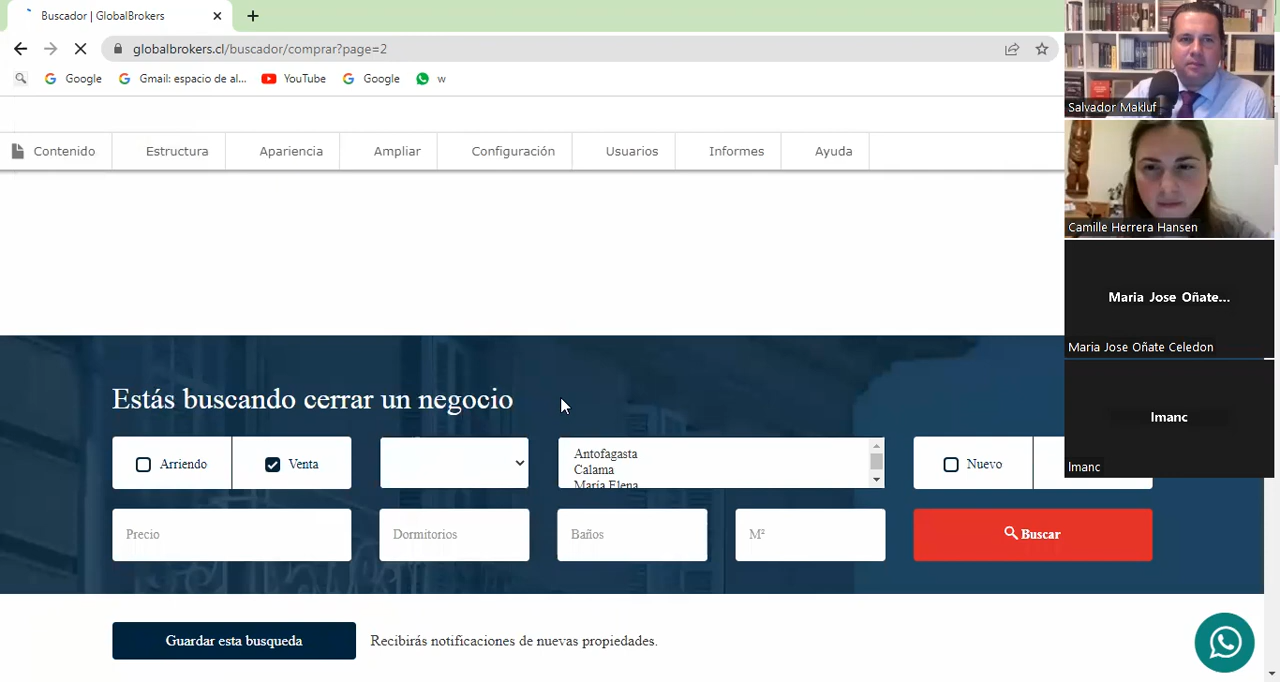 Buscador | GlobalBrokers
globalbrokers.cl/buscador/comprar?page=2
Google
Gmail: espacio de al...
YouTube
Google
w
Contenido
Estructura
Apariencia
Ampliar
Configuración
Usuarios
Informes
Ayuda
Salvador Makluf
Camille Herrera Hansen
Maria Jose Oñate...
Maria Jose Oñate Celedon
Imanc
Imanc
Estás buscando cerrar un negocio
Arriendo
Venta
Antofagasta
Calama
María Elena
Nuevo
Precio
Dormitorios
Baños
M²
Buscar
Guardar esta busqueda
Recibirás notificaciones de nuevas propiedades.